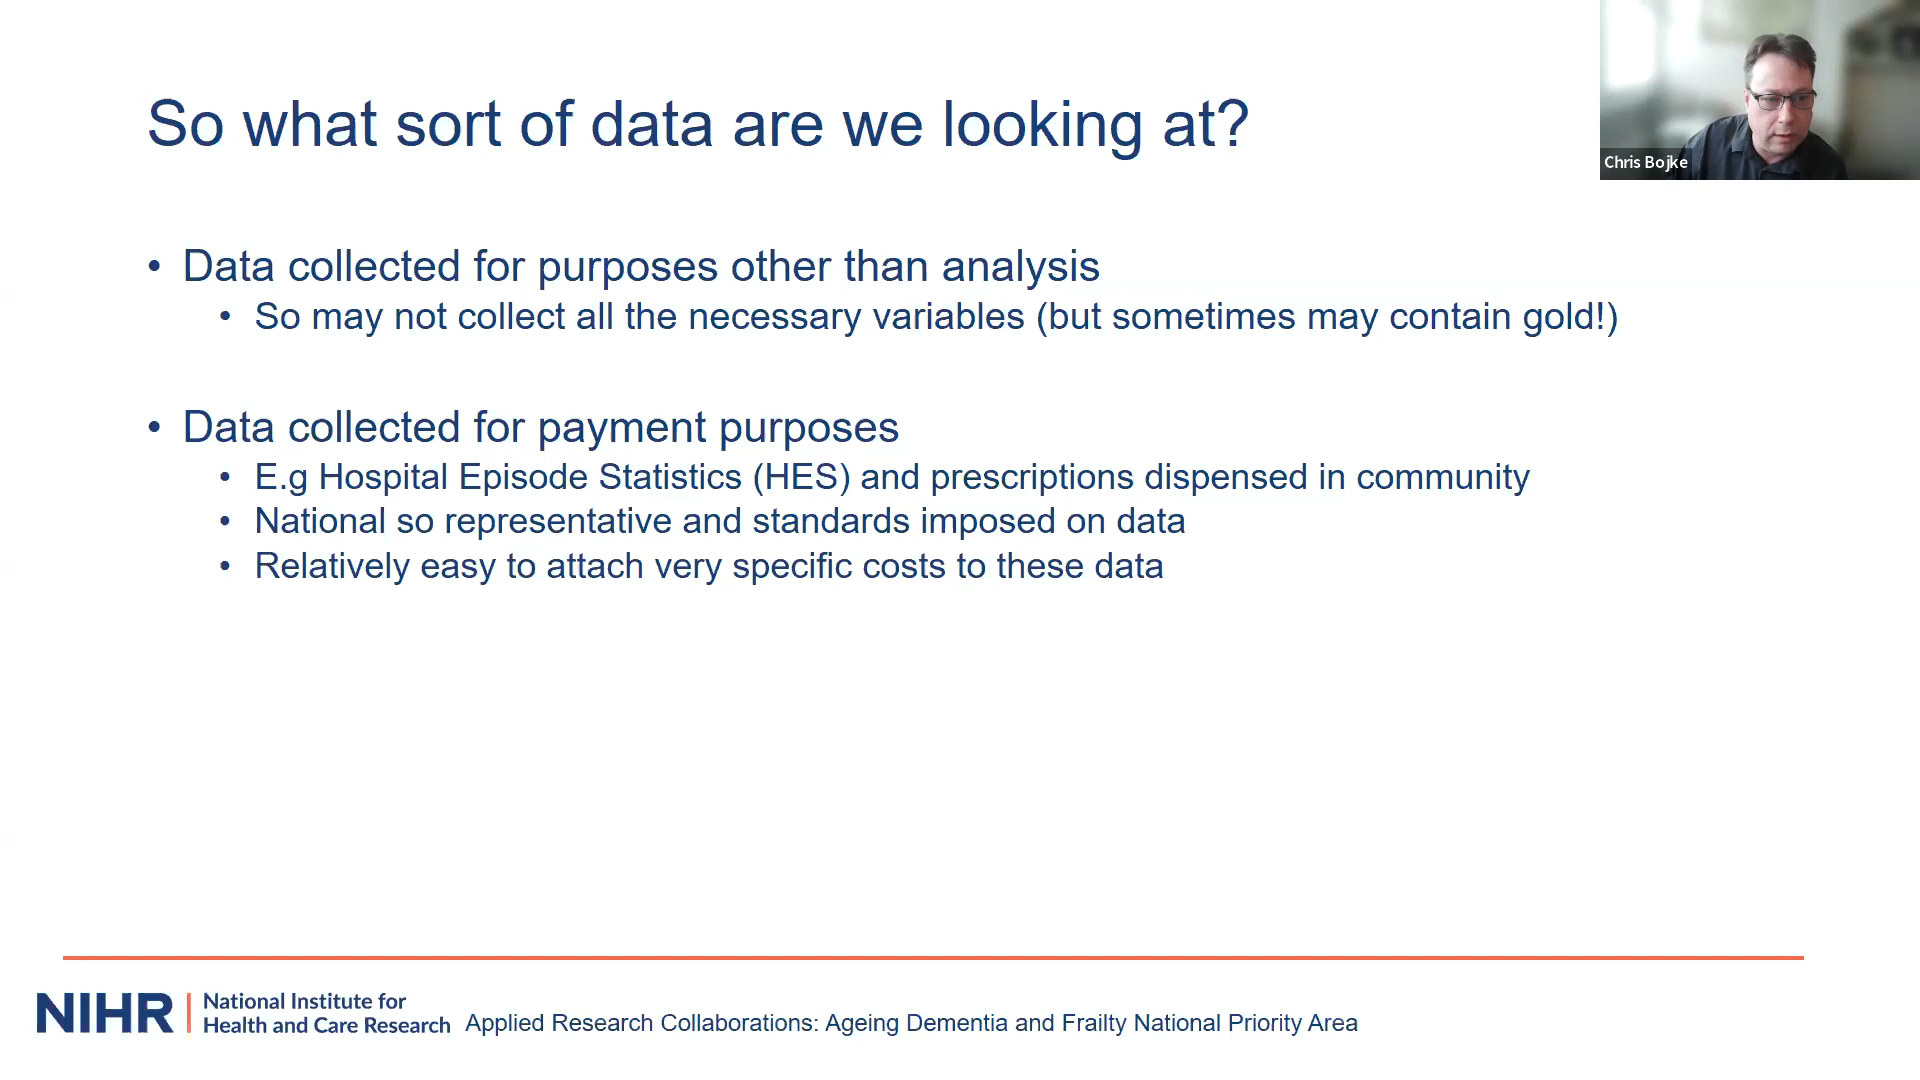 So what sort of data are we looking at?
Chris Bojke
• Data collected for purposes other than analysis
• So may not collect all the necessary variables (but sometimes may contain gold!)
• Data collected for payment purposes
• E.g Hospital Episode Statistics (HES) and prescriptions dispensed in community
• National so representative and standards imposed on data
• Relatively easy to attach very specific costs to these data
NIHR | National Institute for
Health and Care Research
Applied Research Collaborations: Ageing Dementia and Frailty National Priority Area